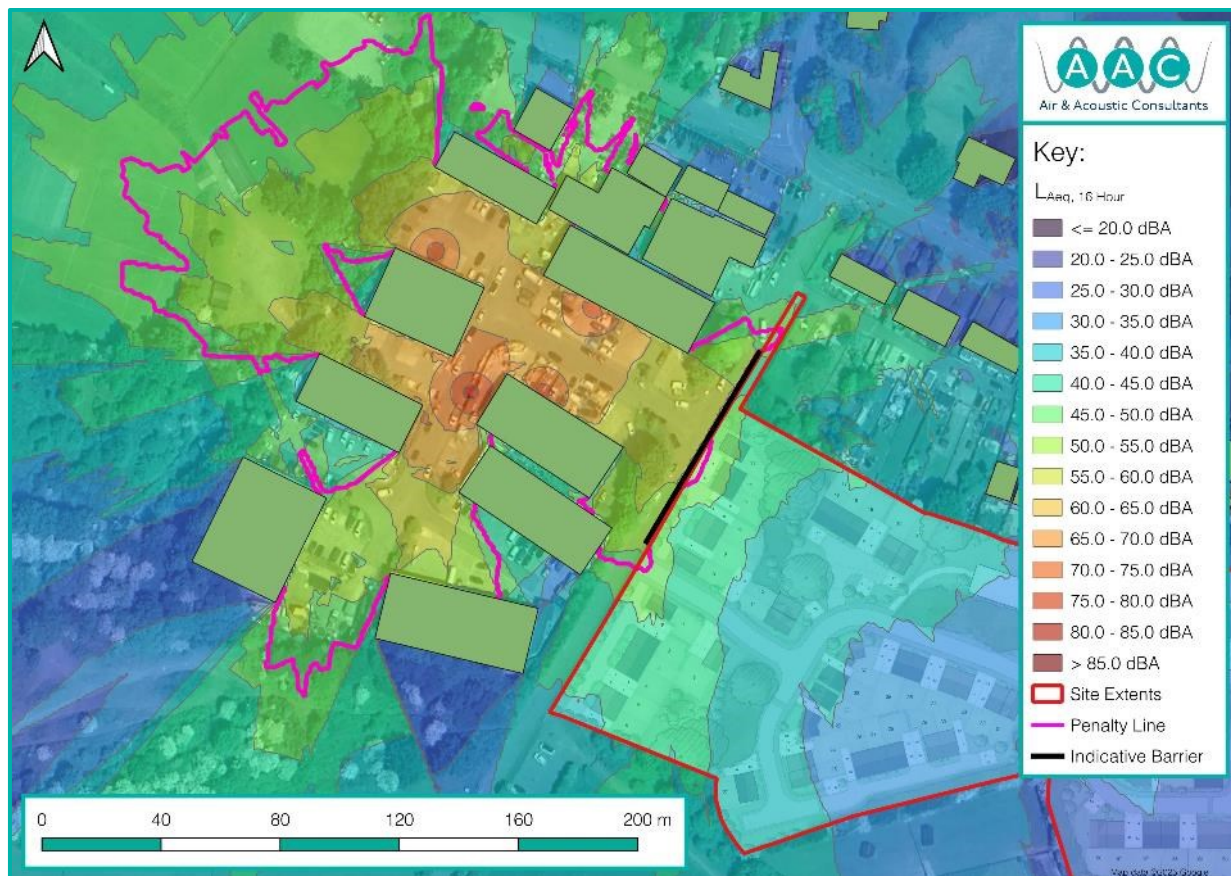 AAC
Air & Acoustic Consultants
Key:
LAeq, 16 Hour
<= 20.0 dBA
20.0 - 25.0 dBA
25.0 - 30.0 dBA
30.0 - 35.0 dBA
35.0 - 40.0 dBA
40.0 - 45.0 dBA
45.0 - 50.0 dBA
50.0 - 55.0 dBA
55.0 - 60.0 dBA
60.0 - 65.0 dBA
65.0 - 70.0 dBA
70.0 - 75.0 dBA
75.0 - 80.0 dBA
80.0 - 85.0 dBA
> 85.0 dBA
Site Extents
Penalty Line
Indicative Barrier
0 40 80 120 160 200 m
Map data ©2025 Google